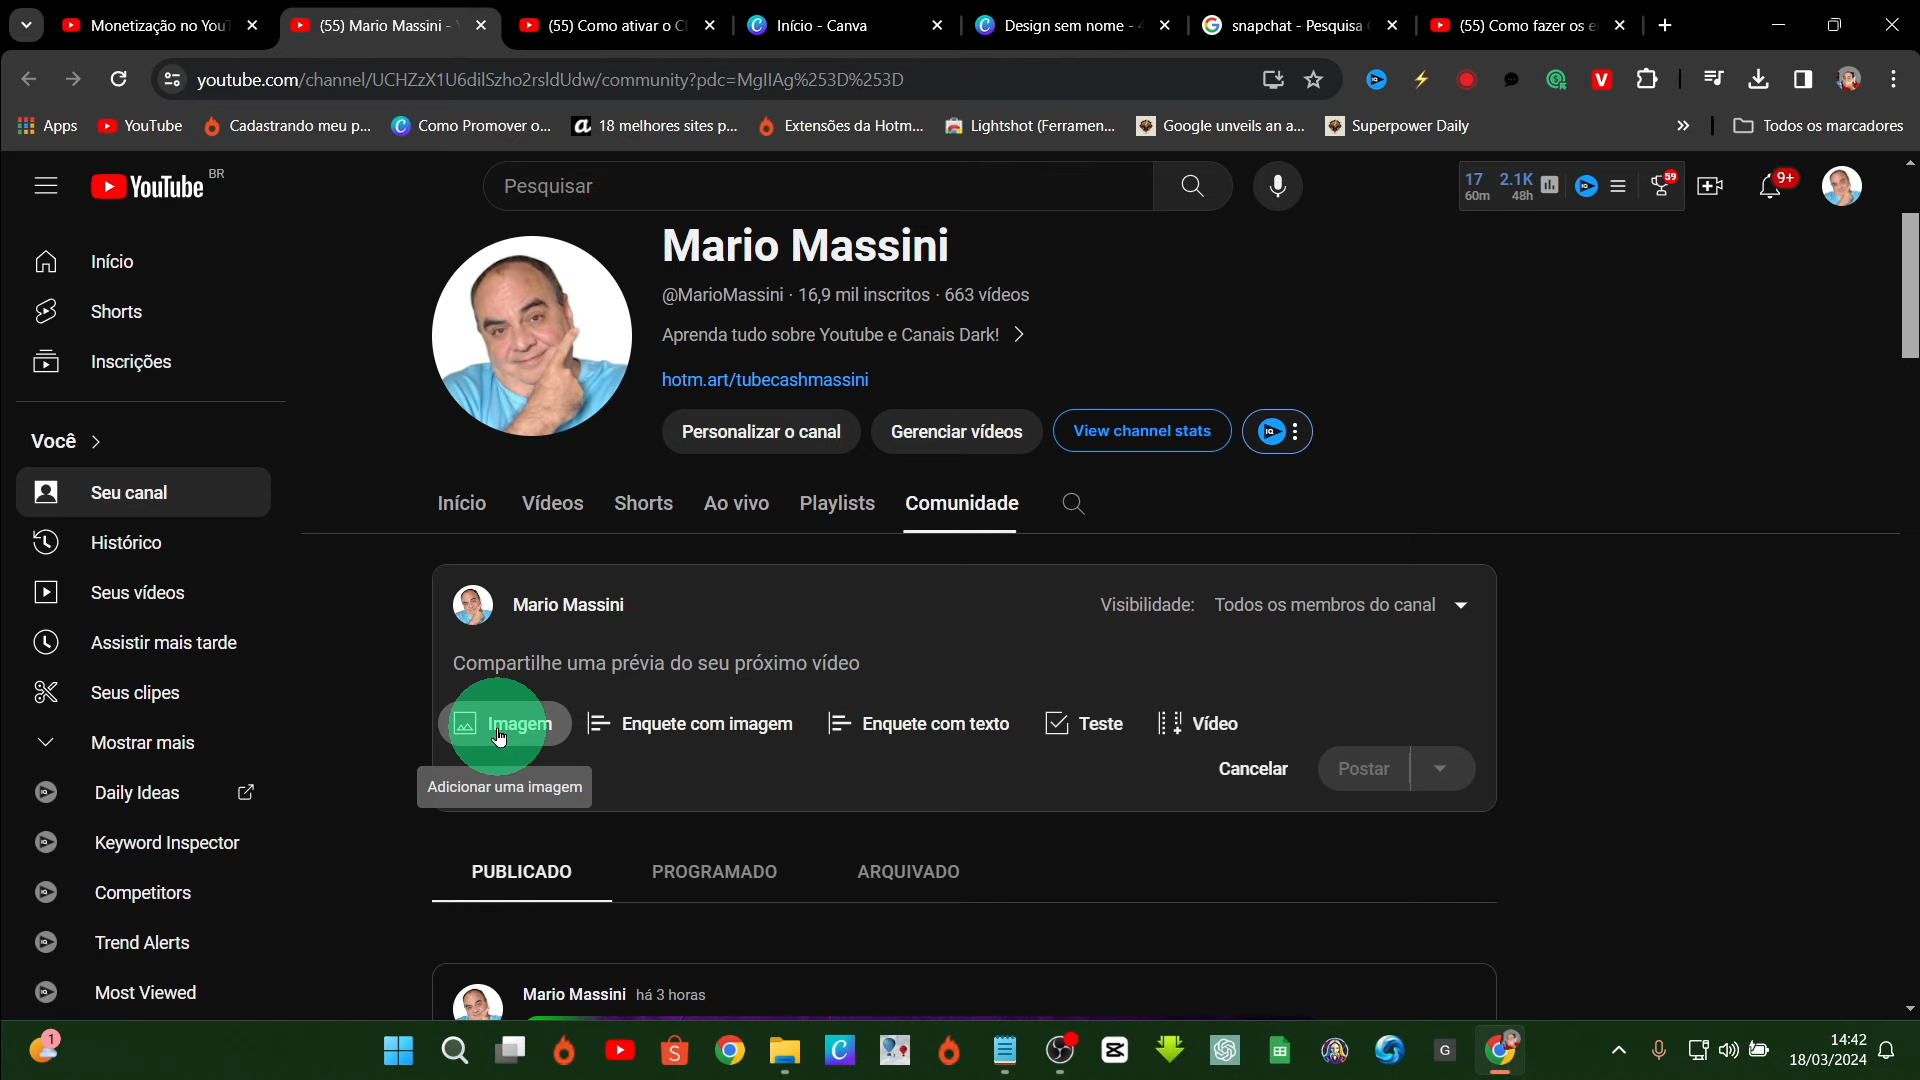 Monetização no You
(55) Mario Massini -
(55) Como ativar o C
Início - Canva
Design sem nome -
snapchat - Pesquisa
(55) Como fazer os e
youtube.com/channel/UCHZzX1U6dilSzho2rsldUdw/community?pdc=MgIIAg%253D%253D
Apps
YouTube
Cadastrando meu p...
Como Promover o...
18 melhores sites p...
Extensões da Hotm...
Lightshot (Ferramen...
Google unveils an a...
Superpower Daily
Todos os marcadores
YouTube BR
Pesquisar
17 2.1K
60m 48h
59
9+
Início
Shorts
Inscrições
Você
Seu canal
Histórico
Seus vídeos
Assistir mais tarde
Seus clipes
Mostrar mais
Daily Ideas
Keyword Inspector
Competitors
Trend Alerts
Most Viewed
Mario Massini
@MarioMassini · 16,9 mil inscritos · 663 vídeos
Aprenda tudo sobre Youtube e Canais Dark!
hotm.art/tubecashmassini
Personalizar o canal
Gerenciar vídeos
View channel stats
IQ
Início
Vídeos
Shorts
Ao vivo
Playlists
Comunidade
Mario Massini
Visibilidade: Todos os membros do canal
Compartilhe uma prévia do seu próximo vídeo
Imagem
Enquete com imagem
Enquete com texto
Teste
Vídeo
Adicionar uma imagem
Cancelar
Postar
PUBLICADO
PROGRAMADO
ARQUIVADO
Mario Massini há 3 horas
1
G
14:42
18/03/2024